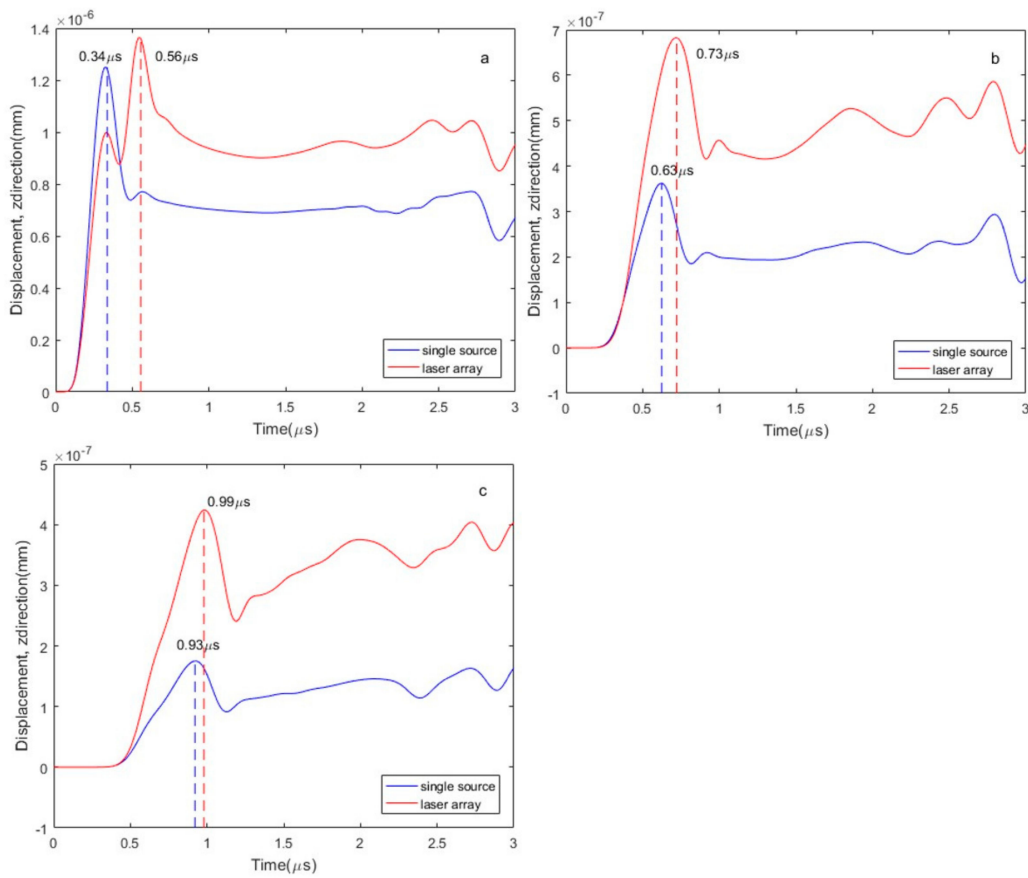 ×10⁻⁶
1.4
1.2
1
0.8
0.6
0.4
0.2
0
Displacement, zdirection(mm)
0.34μs
0.56μs
a
single source
laser array
0 0.5 1 1.5 2 2.5 3
Time(μs)
×10⁻⁷
7
6
5
4
3
2
1
0
-1
Displacement, zdirection(mm)
0.73μs
b
0.63μs
single source
laser array
0 0.5 1 1.5 2 2.5 3
Time(μs)
×10⁻⁷
5
4
3
2
1
0
-1
Displacement, zdirection(mm)
0.99μs
c
0.93μs
single source
laser array
0 0.5 1 1.5 2 2.5 3
Time(μs)